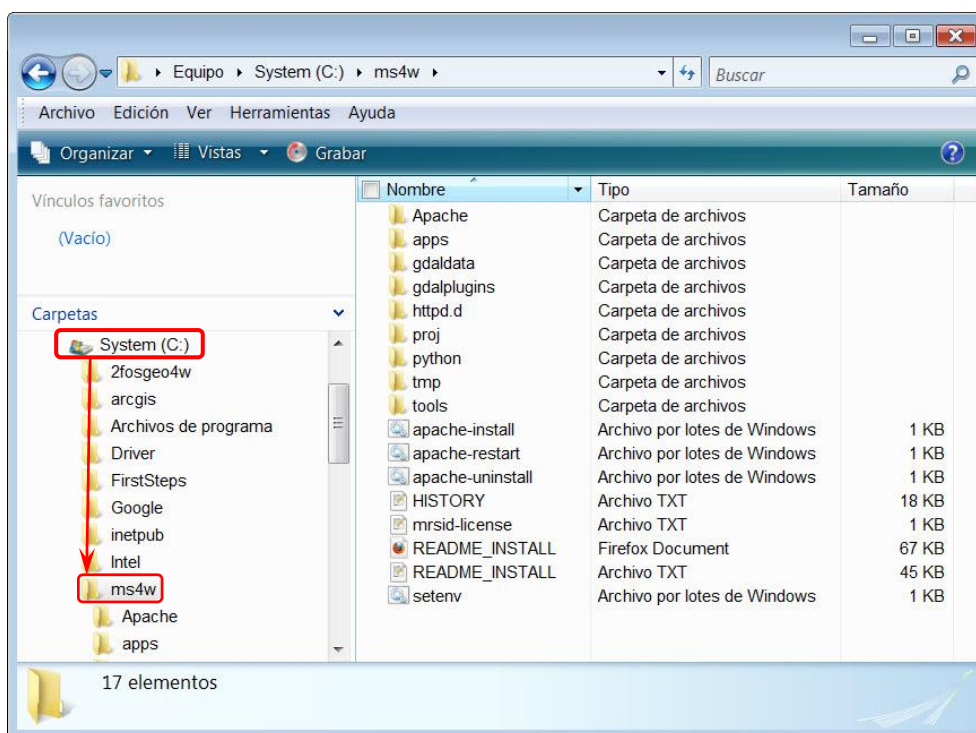 Equipo System (C:) ms4w Buscar
Archivo Edición Ver Herramientas Ayuda
Organizar Vistas Grabar ?
Vínculos favoritos
(Vacío)
Carpetas
System (C:)
2fosgeo4w
arcgis
Archivos de programa
Driver
FirstSteps
Google
inetpub
Intel
ms4w
Apache
apps
Nombre Tipo Tamaño
Apache Carpeta de archivos
apps Carpeta de archivos
gdaldata Carpeta de archivos
gdalplugins Carpeta de archivos
httpd.d Carpeta de archivos
proj Carpeta de archivos
python Carpeta de archivos
tmp Carpeta de archivos
tools Carpeta de archivos
apache-install Archivo por lotes de Windows 1 KB
apache-restart Archivo por lotes de Windows 1 KB
apache-uninstall Archivo por lotes de Windows 1 KB
HISTORY Archivo TXT 18 KB
mrsid-license Archivo TXT 1 KB
README_INSTALL Firefox Document 67 KB
README_INSTALL Archivo TXT 45 KB
setenv Archivo por lotes de Windows 1 KB
17 elementos